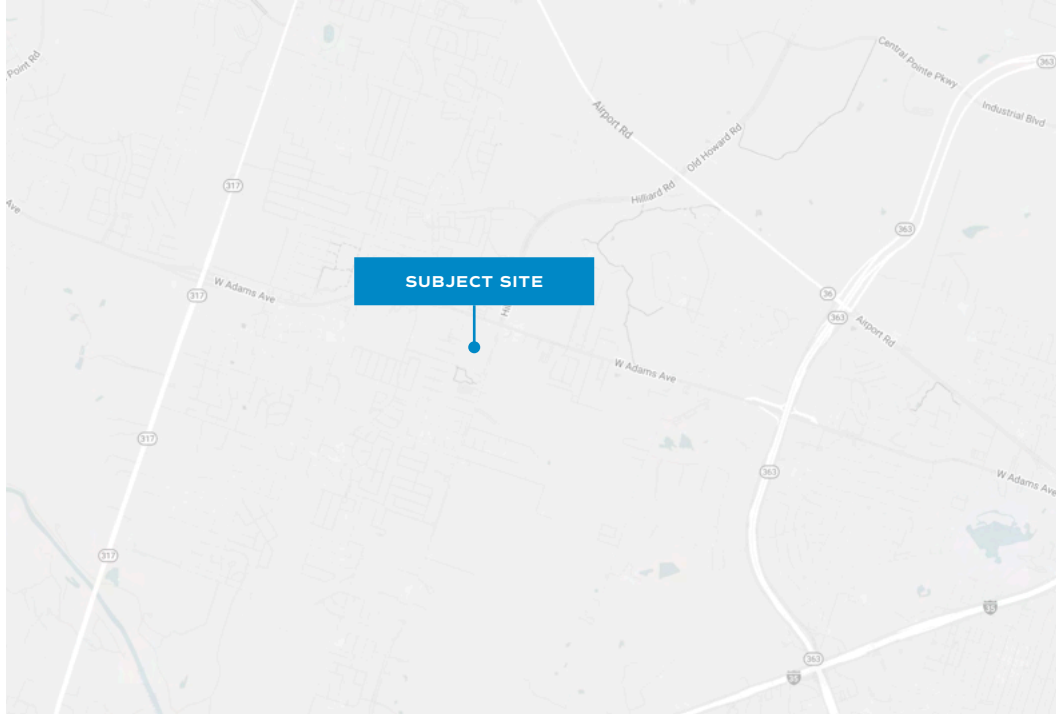 Point Rd
Central Pointe Pkwy
363
Industrial Blvd
Airport Rd
Old Howard Rd
317
Hilliard Rd
Ave
363
SUBJECT SITE
W Adams Ave
317
36
363
Airport Rd
W Adams Ave
317
363
W Adams Ave
317
35
363
35